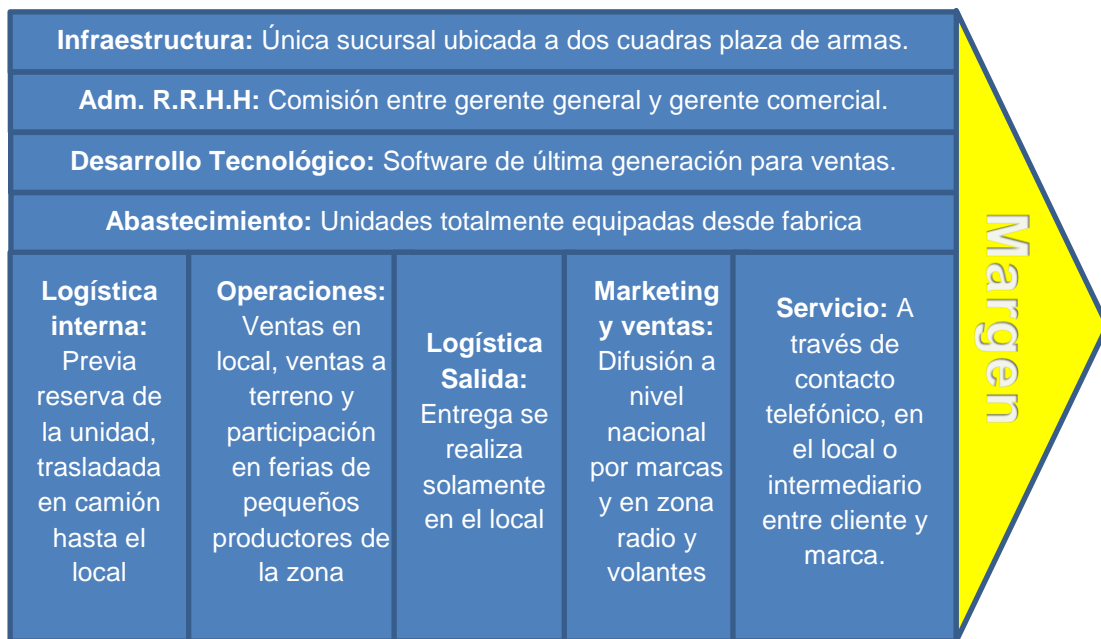 Infraestructura: Única sucursal ubicada a dos cuadras plaza de armas.
Adm. R.R.H.H: Comisión entre gerente general y gerente comercial.
Desarrollo Tecnológico: Software de última generación para ventas.
Abastecimiento: Unidades totalmente equipadas desde fabrica
Logística
interna:
Previa
reserva de
la unidad,
trasladada
en camión
hasta el
local
Operaciones:
Ventas en
local, ventas a
terreno y
participación
en ferias de
pequeños
productores de
la zona
Logística
Salida:
Entrega se
realiza
solamente
en el local
Marketing
y ventas:
Difusión a
nivel
nacional
por marcas
y en zona
radio y
volantes
Servicio: A
través de
contacto
telefónico, en
el local o
intermediario
entre cliente y
marca.
Margen